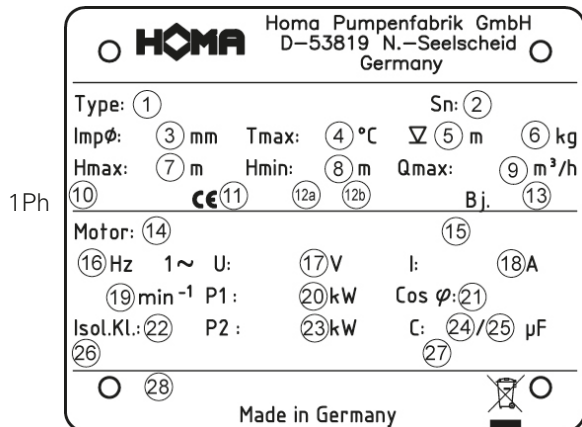 HOMA
Homa Pumpenfabrik GmbH
D-53819 N.-Seelscheid
Germany
Type: 1 Sn: 2
Impø: 3 mm Tmax: 4 °C 5 m 6 kg
Hmax: 7 m Hmin: 8 m Qmax: 9 m³/h
1Ph
10 CE 11 12a 12b Bj. 13
Motor: 14 15
16 Hz 1~ U: 17 V I: 18 A
19 min⁻¹ P1: 20 kW Cos φ: 21
Isol.Kl.: 22 P2 : 23 kW C: 24 / 25 µF
26 27
28
Made in Germany